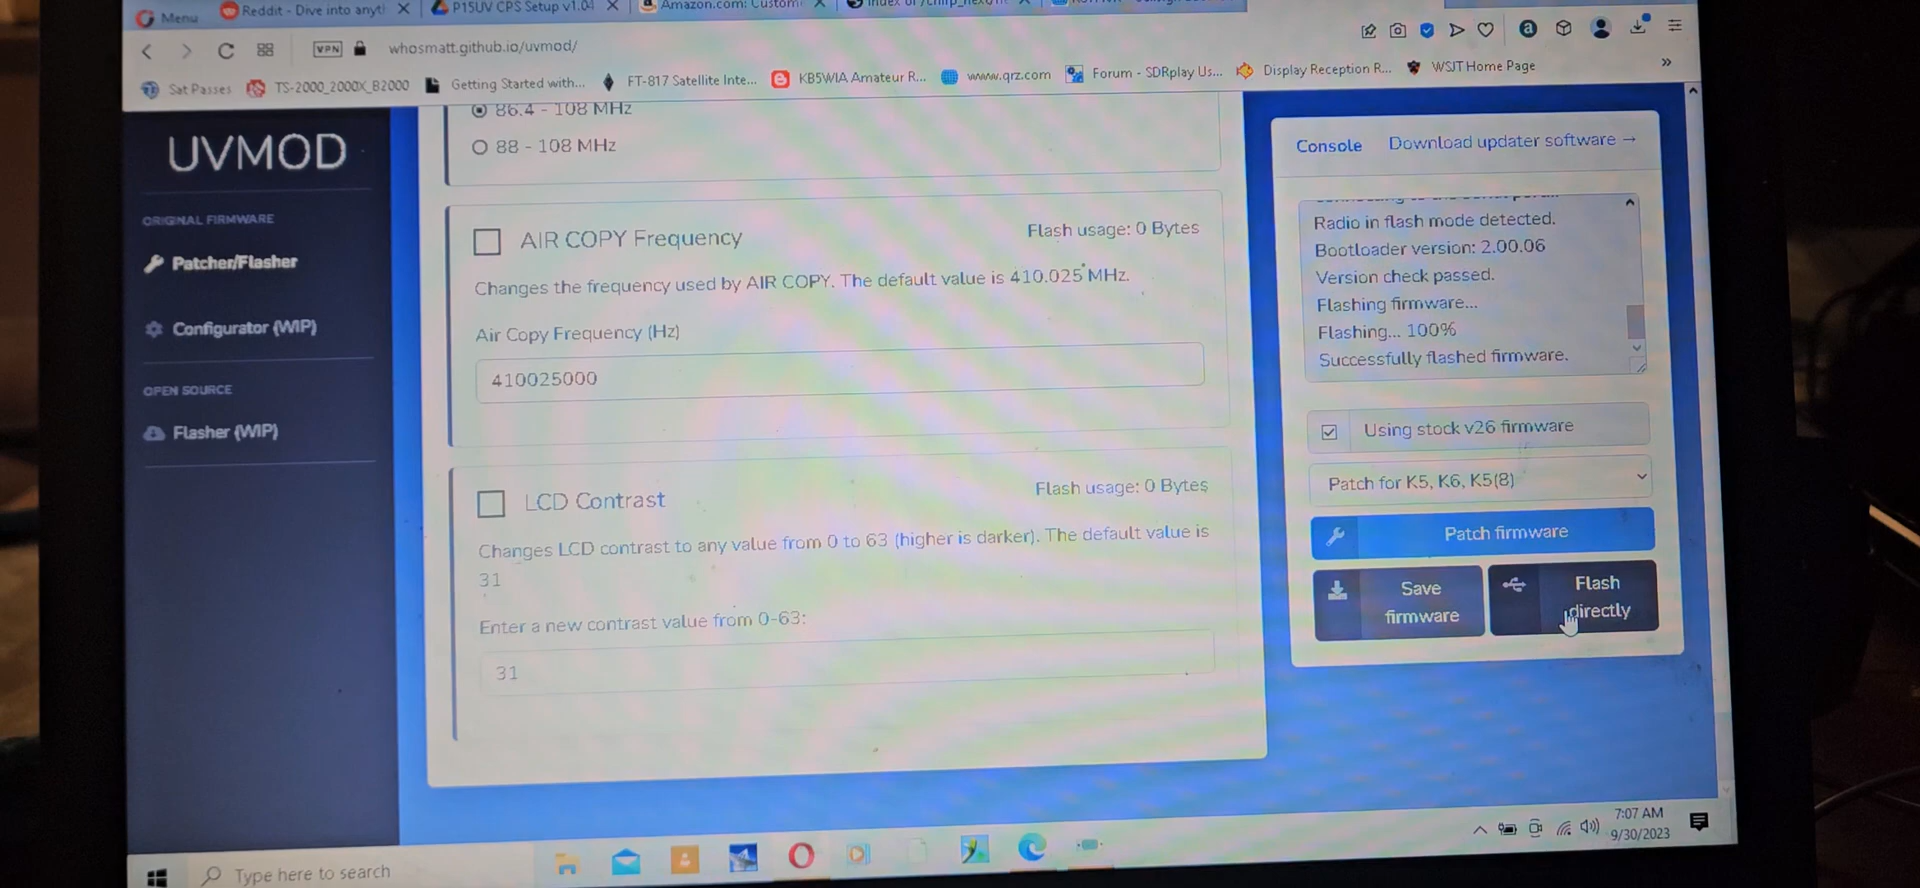 Menu
Reddit - Dive into anyt
P15UV CPS Setup v1.04
Amazon.com: Custom
VPN
whosmatt.github.io/uvmod/
Sat Passes
TS-2000_2000X_B2000
Getting Started with...
FT-817 Satellite Inte...
KB5WIA Amateur R...
www.qrz.com
Forum - SDRplay Us...
Display Reception R...
WSJT Home Page
»
UVMOD
ORIGINAL FIRMWARE
Patcher/Flasher
Configurator (WIP)
OPEN SOURCE
Flasher (WIP)
86.4 - 108 MHz
88 - 108 MHz
AIR COPY Frequency
Flash usage: 0 Bytes
Changes the frequency used by AIR COPY. The default value is 410.025 MHz.
Air Copy Frequency (Hz)
410025000
LCD Contrast
Flash usage: 0 Bytes
Changes LCD contrast to any value from 0 to 63 (higher is darker). The default value is
31
Enter a new contrast value from 0-63:
31
Console
Download updater software →
Radio in flash mode detected.
Bootloader version: 2.00.06
Version check passed.
Flashing firmware...
Flashing... 100%
Successfully flashed firmware.
Using stock v26 firmware
Patch for K5, K6, K5(8)
Patch firmware
Save
firmware
Flash
directly
Type here to search
7:07 AM
9/30/2023